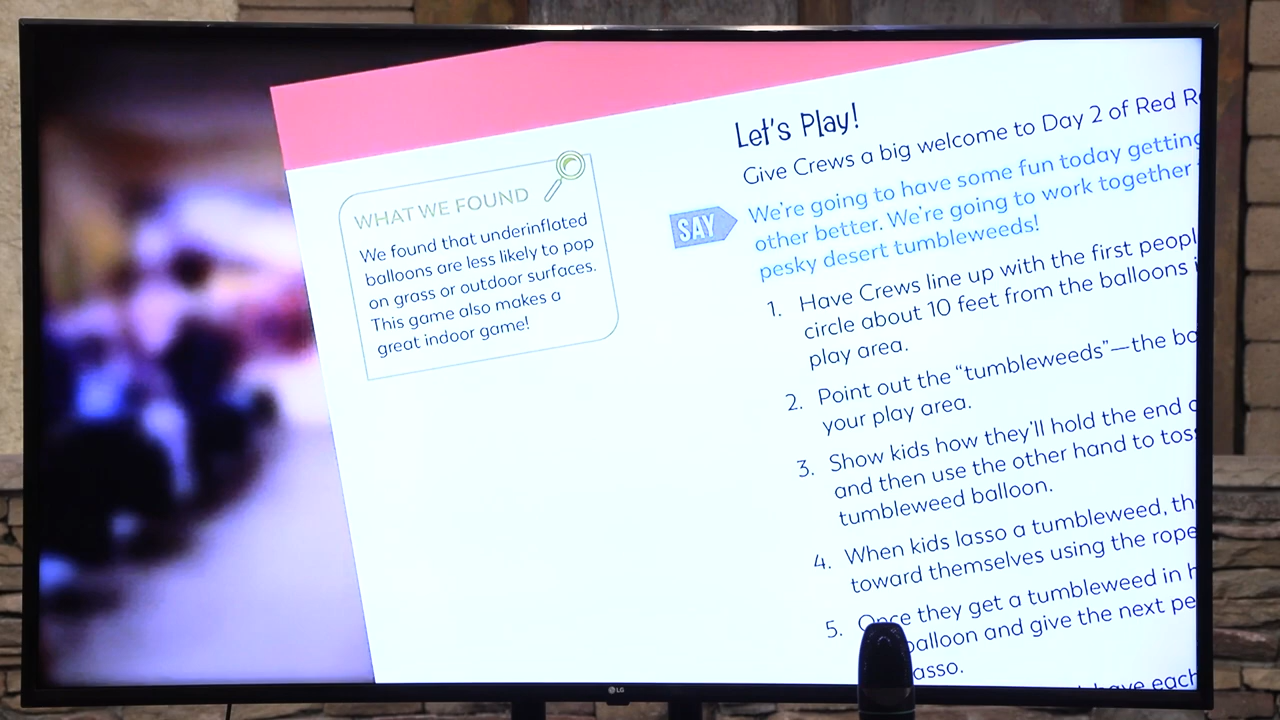 Let's Play!
Give Crews a big welcome to Day 2 of Red
We're going to have some fun today getting
other better. We're going to work together
pesky desert tumbleweeds!
SAY
WHAT WE FOUND
We found that underinflated
balloons are less likely to pop
on grass or outdoor surfaces.
This game also makes a
great indoor game!
1. Have Crews line up with the first
circle about 10 feet from the balloons
play area.
2. Point out the “tumbleweeds”—the
your play area.
3. Show kids how they'll hold the end
and then use the other hand to
tumbleweed balloon.
4. When kids lasso a tumbleweed,
toward themselves using the rope
5. Once they get a tumbleweed in
balloon and give the next
asso.
have each
LG